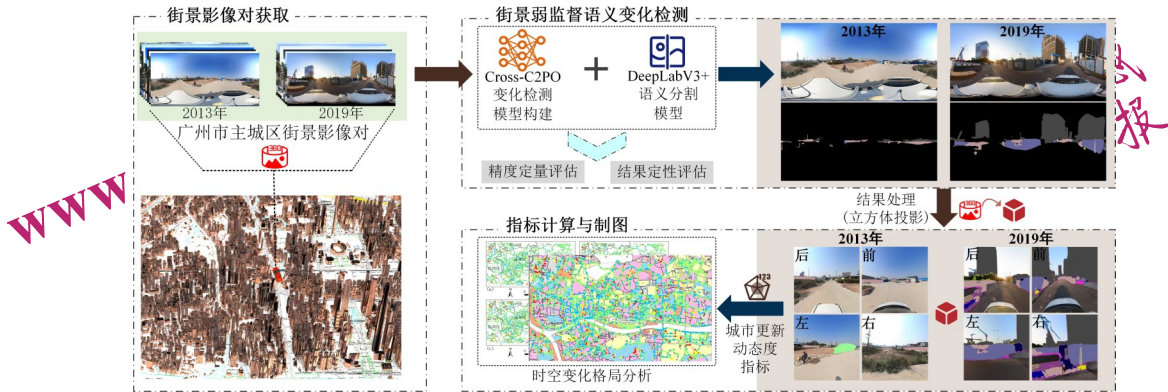 街景影像对获取
2013年
2019年
广州市主城区街景影像对
360
街景弱监督语义变化检测
Cross-C2PO
变化检测
模型构建
+
DeepLabV3+
语义分割
模型
精度定量评估
结果定性评估
2013年
2019年
结果处理
(立方体投影)
指标计算与制图
时空变化格局分析
123
城市更新
动态度
指标
2013年
后
前
左
右
2019年
后
前
左
右
www
报